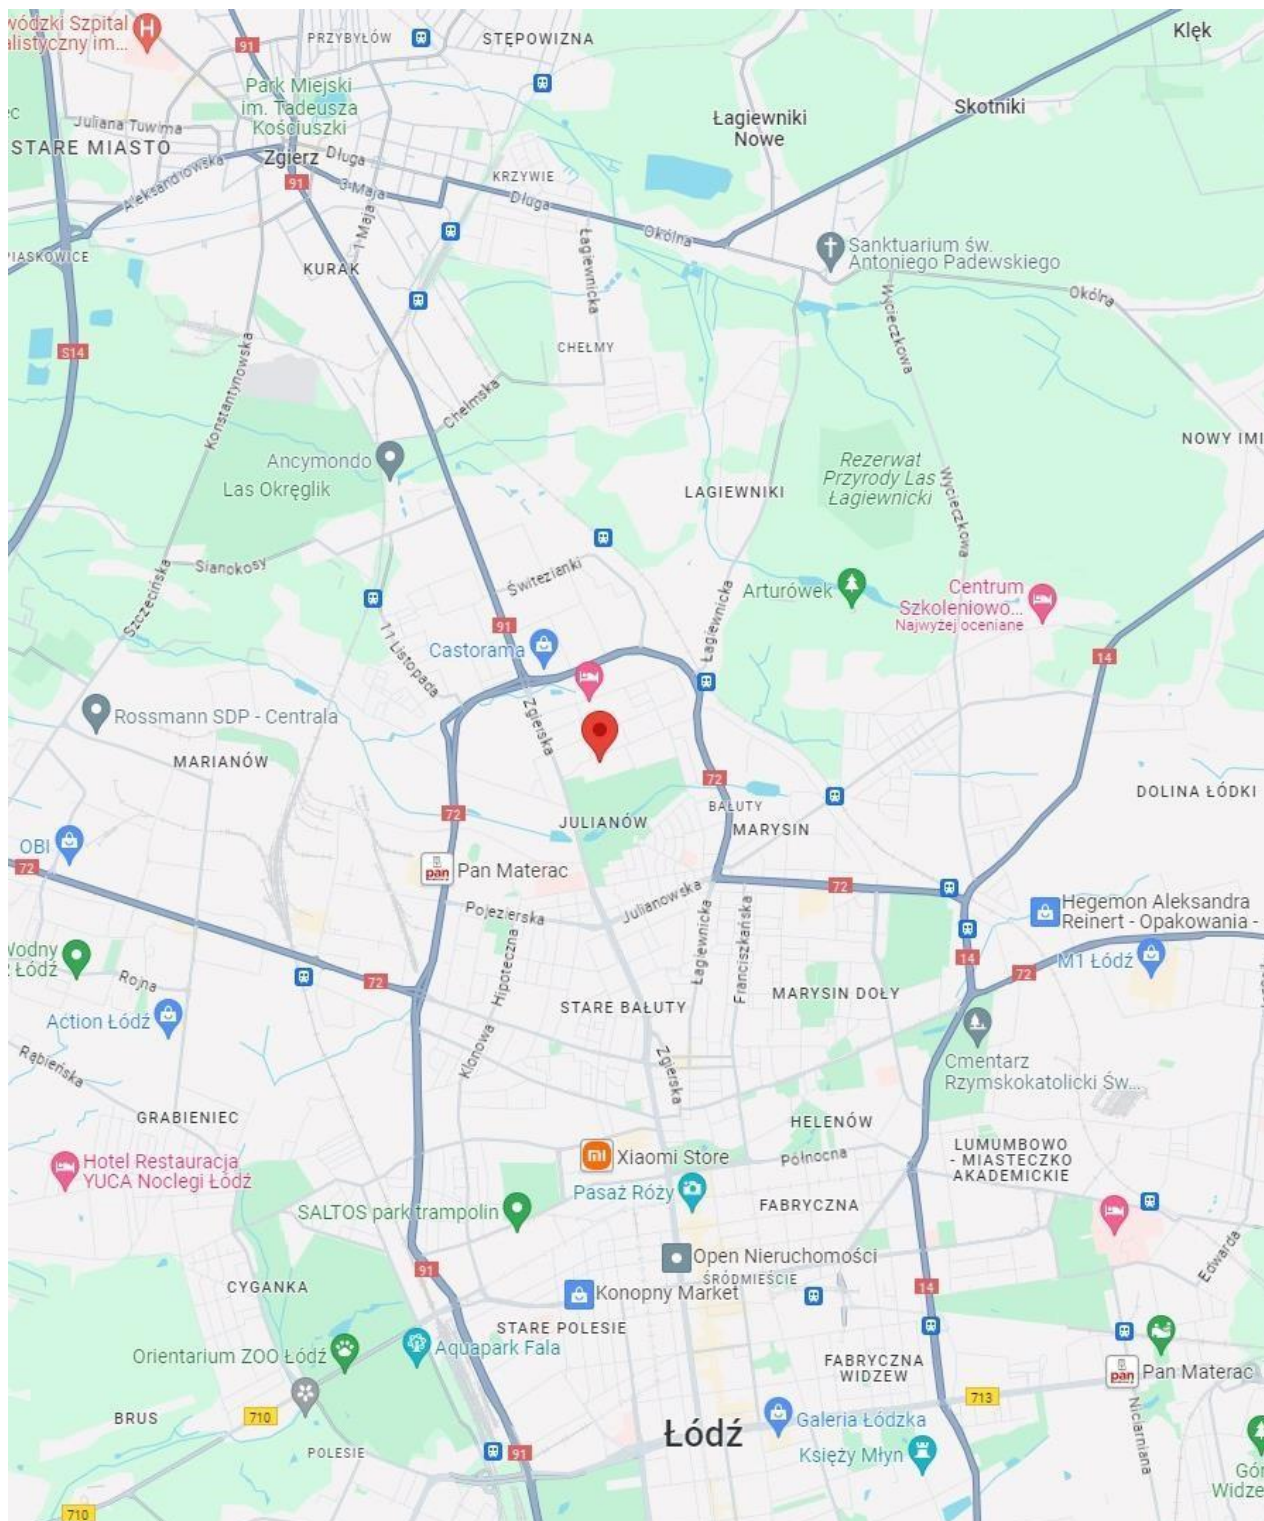 wódzki Szpital
alistyczny im...
91
PRZYBYŁÓW
STĘPOWIZNA
Klęk
Park Miejski
im. Tadeusza
Kościuszki
Juliana Tuwima
STARE MIASTO
Zgierz
Długa
Aleksandrowska
91
3 Maja
1 Maja
KRZYWIE
Długa
Łagiewniki
Nowe
Skotniki
Okólna
Sanktuarium św.
Antoniego Padewskiego
Okólna
PIASKOWICE
KURAK
Łagiewnicka
Wycieczkowa
S14
Konstantynowska
CHEŁMY
Chełmska
NOWY IMI
Ancymondo
Las Okręglik
Rezerwat
Przyrody Las
Łagiewnicki
ŁAGIEWNIKI
Wycieczkowa
Sianokosy
Świtezianki
Szczecińska
Łagiewnicka
Arturówek
Centrum
Szkoleniowo...
Najwyżej oceniane
91
11 Listopada
Castorama
14
Rossmann SDP - Centrala
Zgierska
MARIANÓW
72
72
BAŁUTY
DOLINA ŁÓDKI
JULIANÓW
MARYSIN
OBI
72
pan
Pan Materac
72
Pojezierska
Julianowska
Hegemon Aleksandra
Reinert - Opakowania -
Wodny
Łódź
Rojna
Hipoteczna
Łagiewnicka
Franciszkańska
14
72
M1 Łódź
72
MARYSIN DOŁY
STARE BAŁUTY
Action Łódź
Rąbieńska
Klonowa
Zgierska
Cmentarz
Rzymskokatolicki Św...
GRABIENIEC
HELENÓW
LUMUMBOWO
- MIASTECZKO
AKADEMICKIE
Hotel Restauracja
YUCA Noclegi Łódź
Xiaomi Store
Północna
Pasaż Róży
FABRYCZNA
SALTOS park trampolin
Open Nieruchomości
ŚRÓDMIEŚCIE
Edwarda
91
CYGANKA
Konopny Market
14
STARE POLESIE
Orientarium ZOO Łódź
Aquapark Fala
FABRYCZNA
WIDZEW
pan
Pan Materac
713
BRUS
710
Łódź
Galeria Łódzka
Księży Młyn
Niciarniana
POLESIE
91
Gór
Widze
710